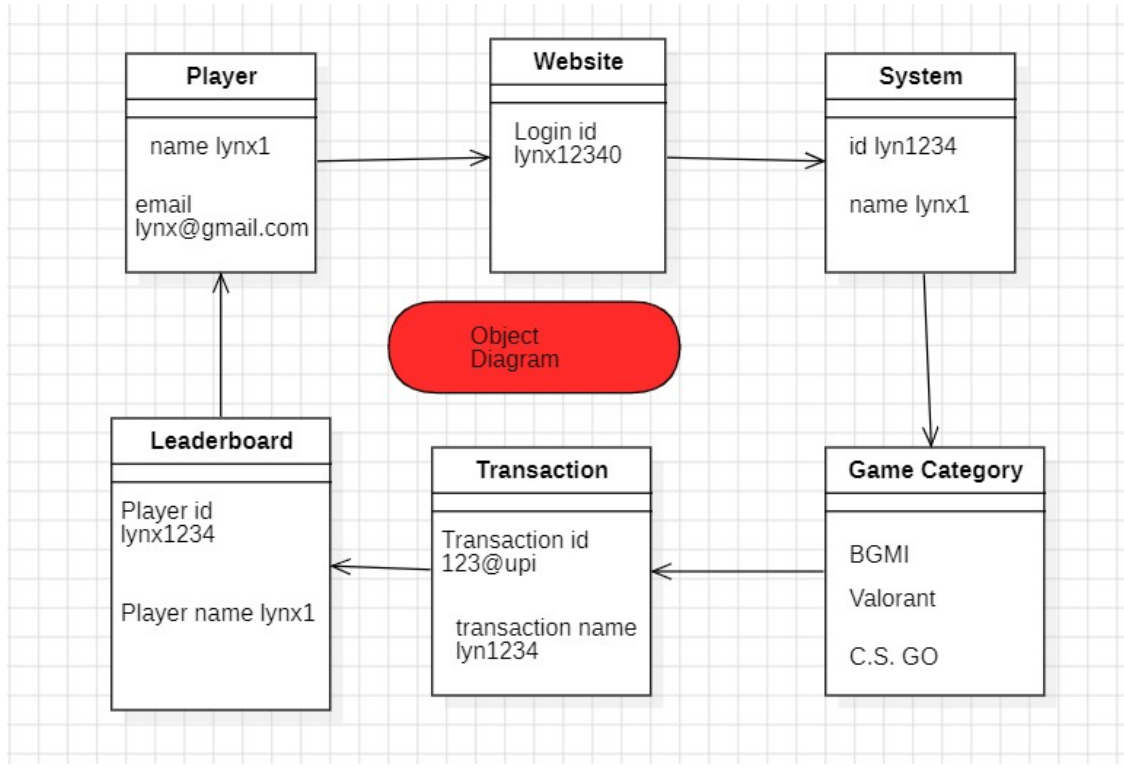 Player
name lynx1
email
lynx@gmail.com
Website
Login id
lynx12340
System
id lyn1234
name lynx1
Object
Diagram
Leaderboard
Player id
lynx1234
Player name lynx1
Transaction
Transaction id
123@upi
transaction name
lyn1234
Game Category
BGMI
Valorant
C.S. GO